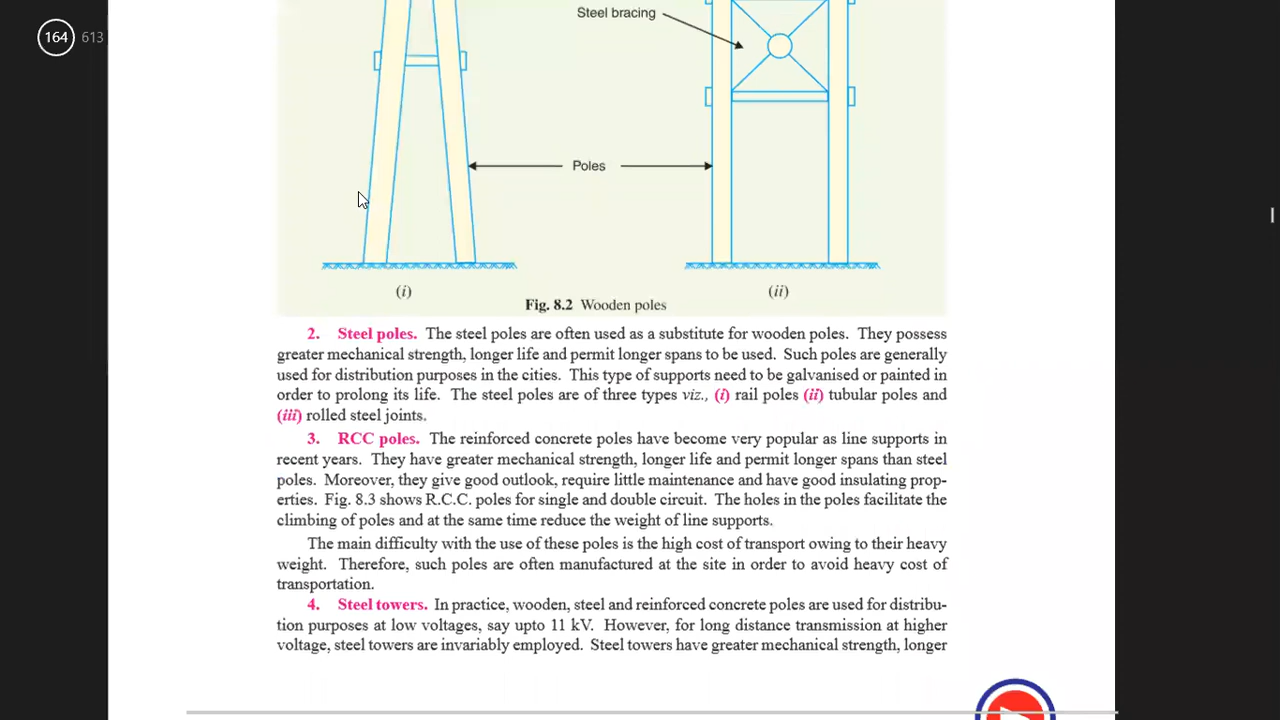 164 613
Steel bracing
Poles
(i)
(ii)
Fig. 8.2 Wooden poles
2. Steel poles. The steel poles are often used as a substitute for wooden poles. They possess
greater mechanical strength, longer life and permit longer spans to be used. Such poles are generally
used for distribution purposes in the cities. This type of supports need to be galvanised or painted in
order to prolong its life. The steel poles are of three types viz., (i) rail poles (ii) tubular poles and
(iii) rolled steel joints.
3. RCC poles. The reinforced concrete poles have become very popular as line supports in
recent years. They have greater mechanical strength, longer life and permit longer spans than steel
poles. Moreover, they give good outlook, require little maintenance and have good insulating prop-
erties. Fig. 8.3 shows R.C.C. poles for single and double circuit. The holes in the poles facilitate the
climbing of poles and at the same time reduce the weight of line supports.
The main difficulty with the use of these poles is the high cost of transport owing to their heavy
weight. Therefore, such poles are often manufactured at the site in order to avoid heavy cost of
transportation.
4. Steel towers. In practice, wooden, steel and reinforced concrete poles are used for distribu-
tion purposes at low voltages, say upto 11 kV. However, for long distance transmission at higher
voltage, steel towers are invariably employed. Steel towers have greater mechanical strength, longer